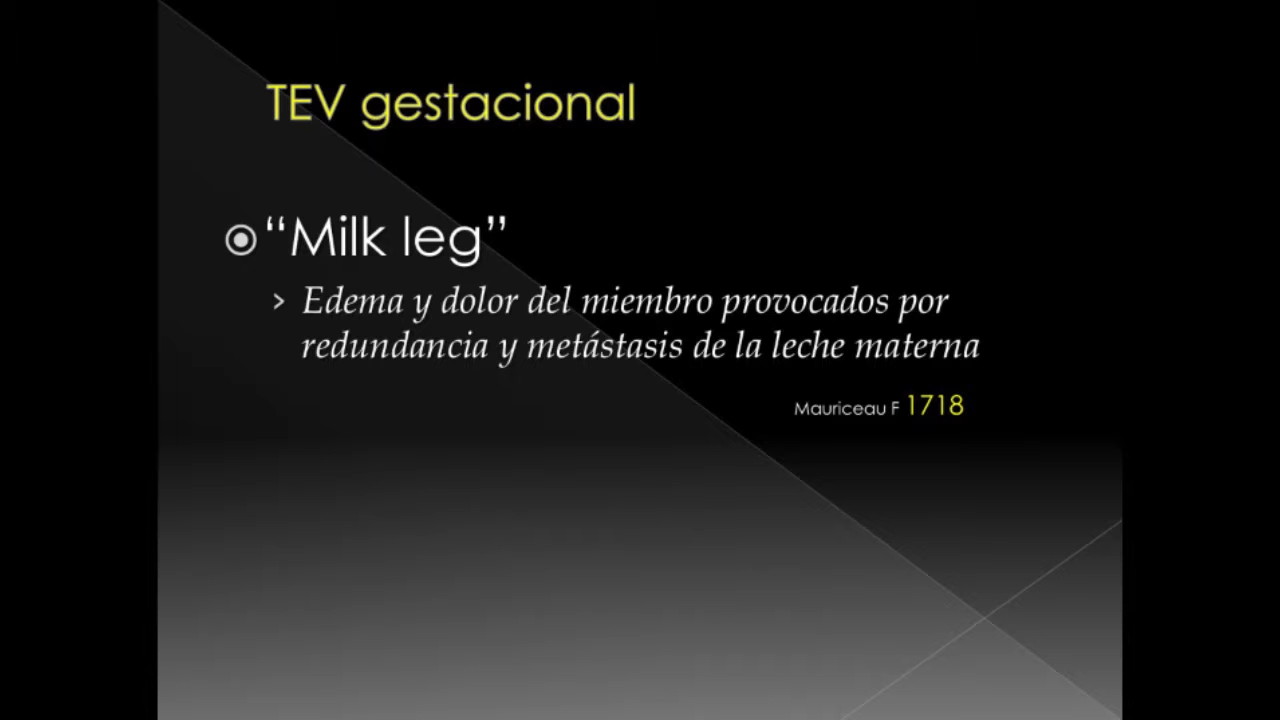 TEV gestacional
“Milk leg”
Edema y dolor del miembro provocados por
redundancia y metástasis de la leche materna
Mauriceau F 1718